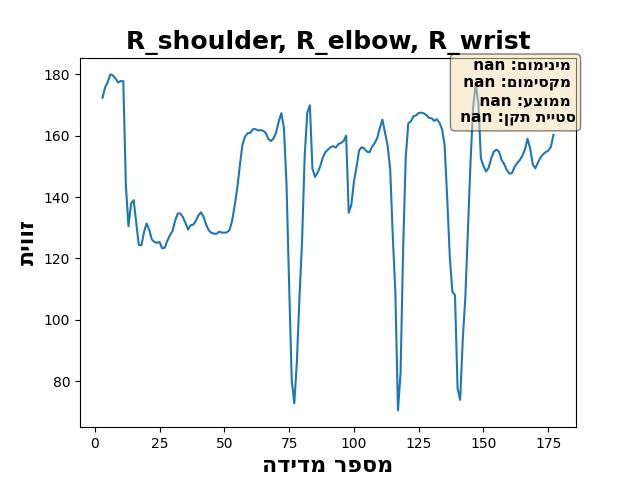 R_shoulder, R_elbow, R_wrist
מינימום: nan
מקסימום: nan
ממוצע: nan
סטיית תקן: nan
180
160
140
120
100
80
זווית
0 25 50 75 100 125 150 175
מספר מדידה